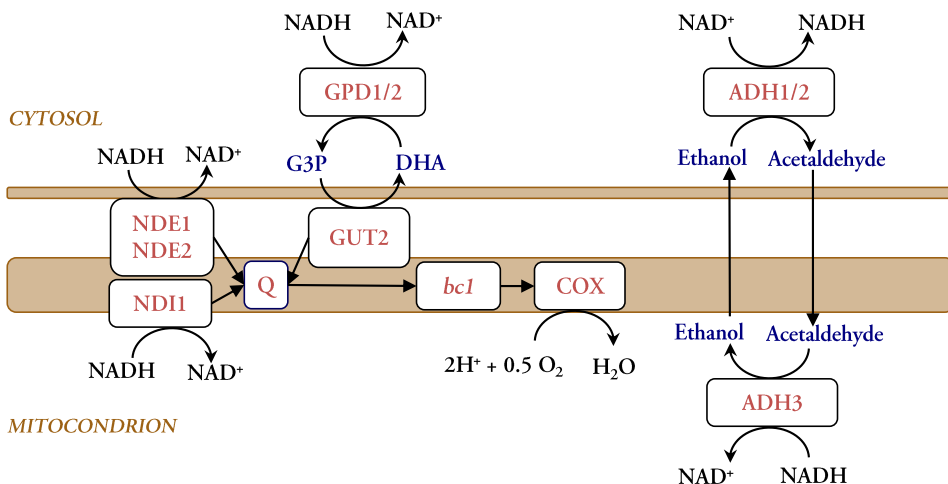 NADH NAD⁺
GPD1/2
G3P DHA
GUT2
NAD⁺ NADH
ADH1/2
Ethanol Acetaldehyde
CYTOSOL
NADH NAD⁺
NDE1
NDE2
NDI1
NADH NAD⁺
Q
bc1
COX
2H⁺ + 0.5 O₂ H₂O
Ethanol Acetaldehyde
ADH3
NAD⁺ NADH
MITOCONDRION